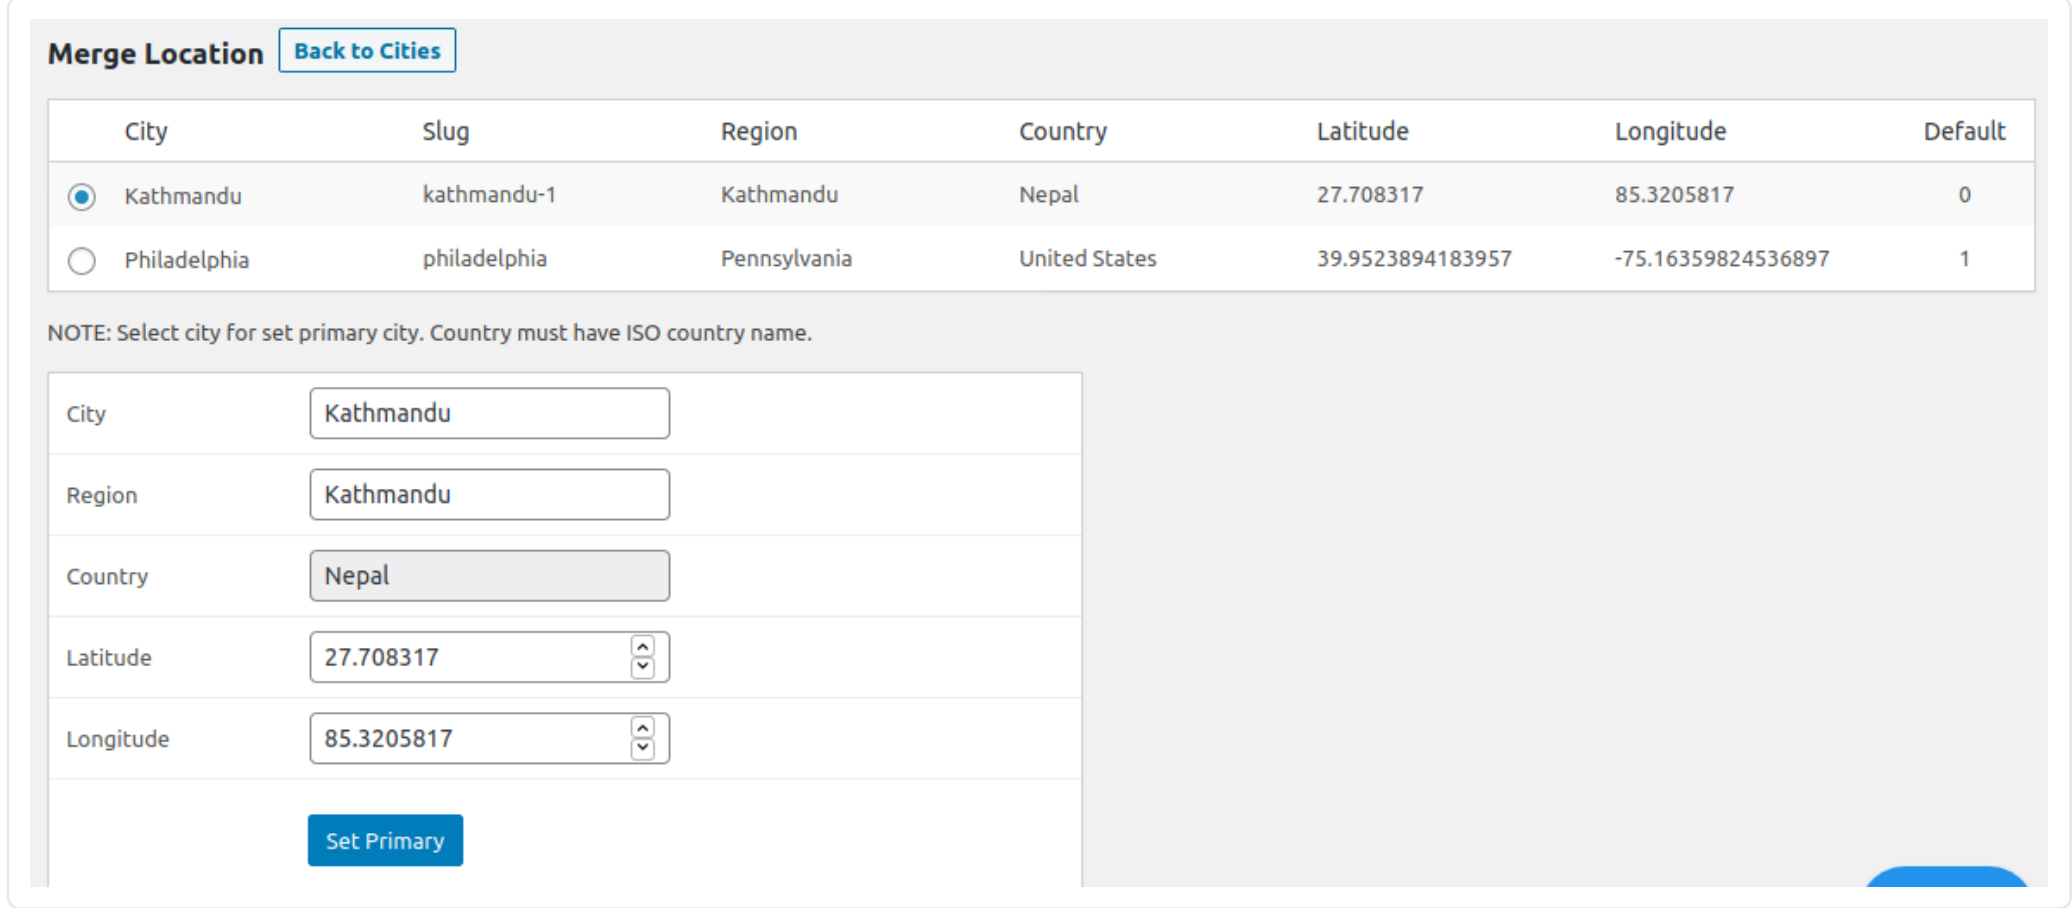 Merge Location Back to Cities
City Slug Region Country Latitude Longitude Default
Kathmandu kathmandu-1 Kathmandu Nepal 27.708317 85.3205817 0
Philadelphia philadelphia Pennsylvania United States 39.9523894183957 -75.16359824536897 1
NOTE: Select city for set primary city. Country must have ISO country name.
City Kathmandu
Region Kathmandu
Country Nepal
Latitude 27.708317
Longitude 85.3205817
Set Primary